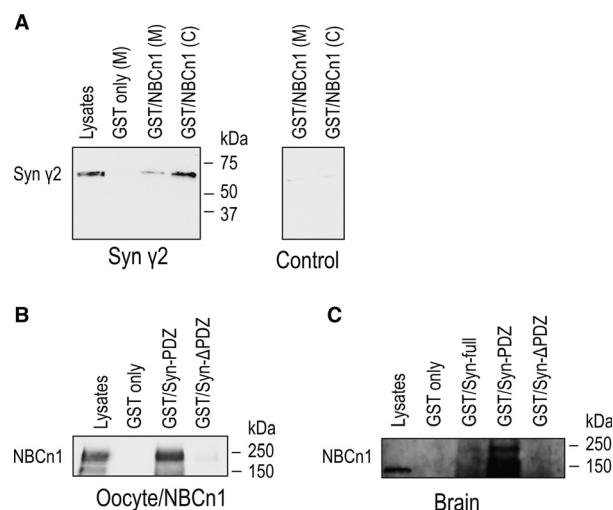 A
Lysates
GST only (M)
GST/NBCn1 (M)
GST/NBCn1 (C)
GST/NBCn1 (M)
GST/NBCn1 (C)
kDa
Syn γ2
75
50
37
Syn γ2
Control
B
Lysates
GST only
GST/Syn-PDZ
GST/Syn-ΔPDZ
kDa
NBCn1
250
150
Oocyte/NBCn1
C
Lysates
GST only
GST/Syn-full
GST/Syn-PDZ
GST/Syn-ΔPDZ
kDa
NBCn1
250
150
Brain